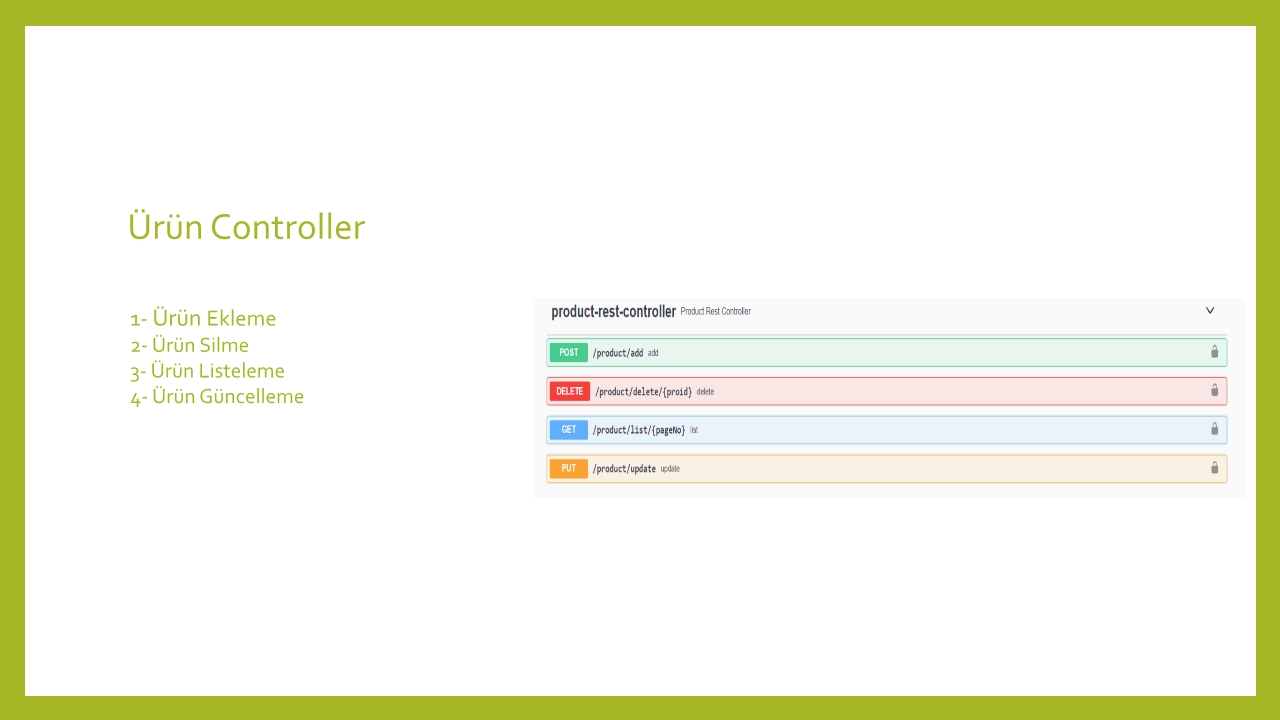 Ürün Controller
1- Ürün Ekleme
2- Ürün Silme
3- Ürün Listeleme
4- Ürün Güncelleme
product-rest-controller Product Rest Controller
POST /product/add add
DELETE /product/delete/{proid} delete
GET /product/list/{pageNo} list
PUT /product/update update